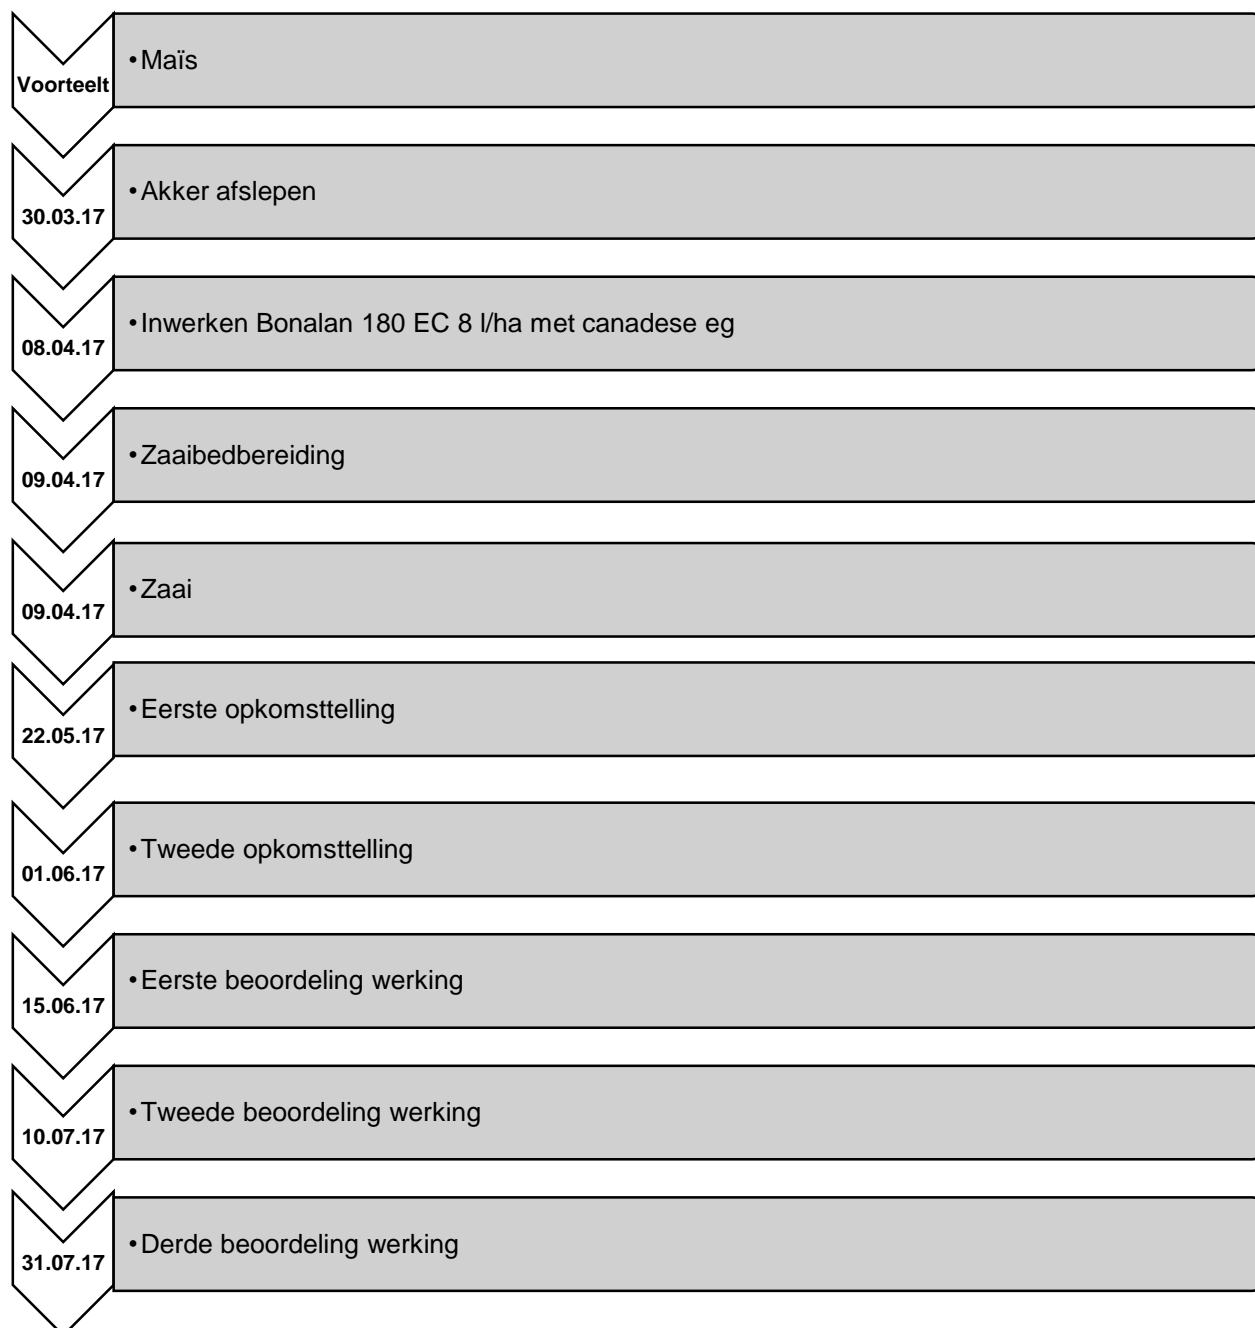 Voorteelt
•Maïs
30.03.17
•Akker afslepen
08.04.17
•Inwerken Bonalan 180 EC 8 l/ha met canadese eg
09.04.17
•Zaaibedbereiding
09.04.17
•Zaai
22.05.17
•Eerste opkomsttelling
01.06.17
•Tweede opkomsttelling
15.06.17
•Eerste beoordeling werking
10.07.17
•Tweede beoordeling werking
31.07.17
•Derde beoordeling werking